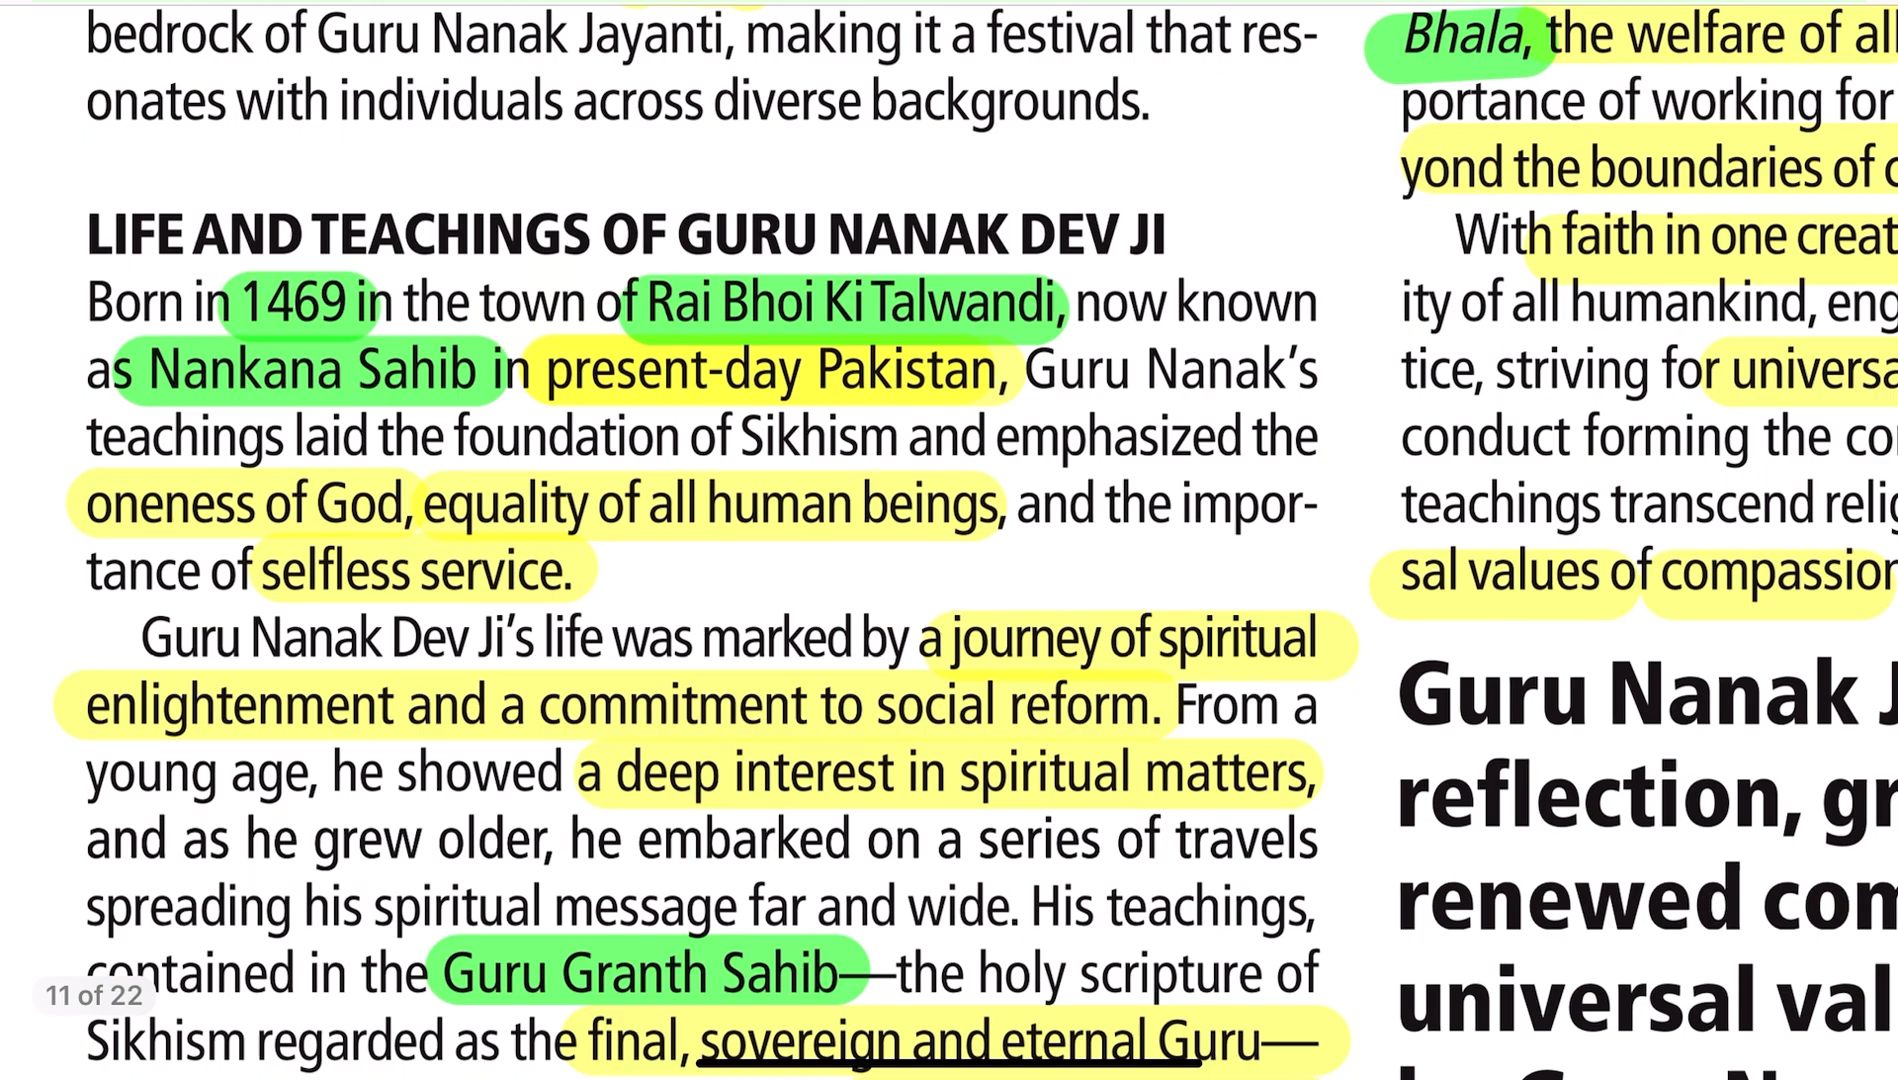 bedrock of Guru Nanak Jayanti, making it a festival that res-
onates with individuals across diverse backgrounds.
LIFE AND TEACHINGS OF GURU NANAK DEV JI
Born in 1469 in the town of Rai Bhoi Ki Talwandi, now known
as Nankana Sahib in present-day Pakistan, Guru Nanak's
teachings laid the foundation of Sikhism and emphasized the
oneness of God, equality of all human beings, and the impor-
tance of selfless service.
Guru Nanak Dev Ji's life was marked by a journey of spiritual
enlightenment and a commitment to social reform. From a
young age, he showed a deep interest in spiritual matters,
and as he grew older, he embarked on a series of travels
spreading his spiritual message far and wide. His teachings,
contained in the Guru Granth Sahib—the holy scripture of
Sikhism regarded as the final, sovereign and eternal Guru—
11 of 22
Bhala, the welfare of all
portance of working for
yond the boundaries of
With faith in one
ity of all humankind,
tice, striving for
conduct forming the
teachings transcend
sal values of
Guru Nanak
reflection,
renewed
universal